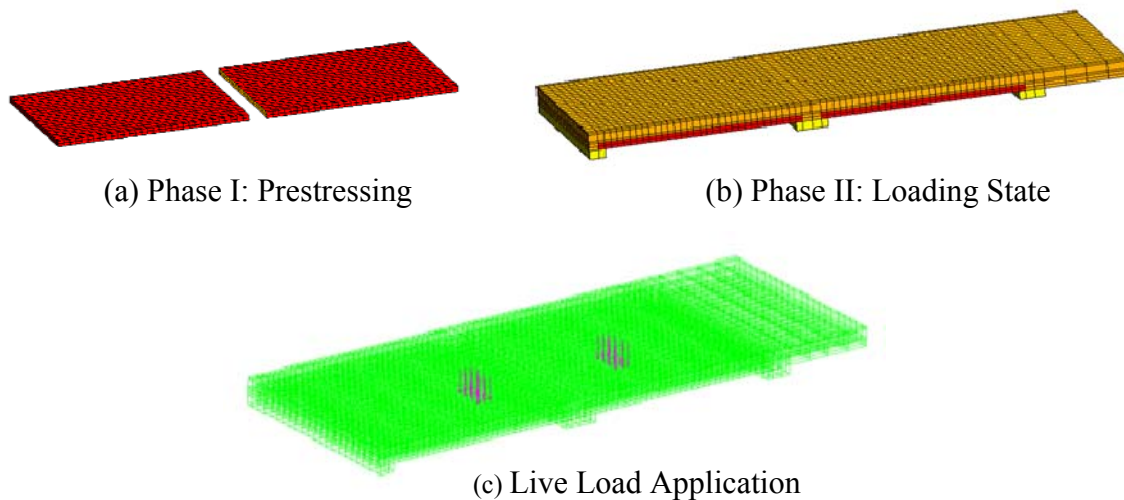 (a) Phase I: Prestressing
(b) Phase II: Loading State
(c) Live Load Application